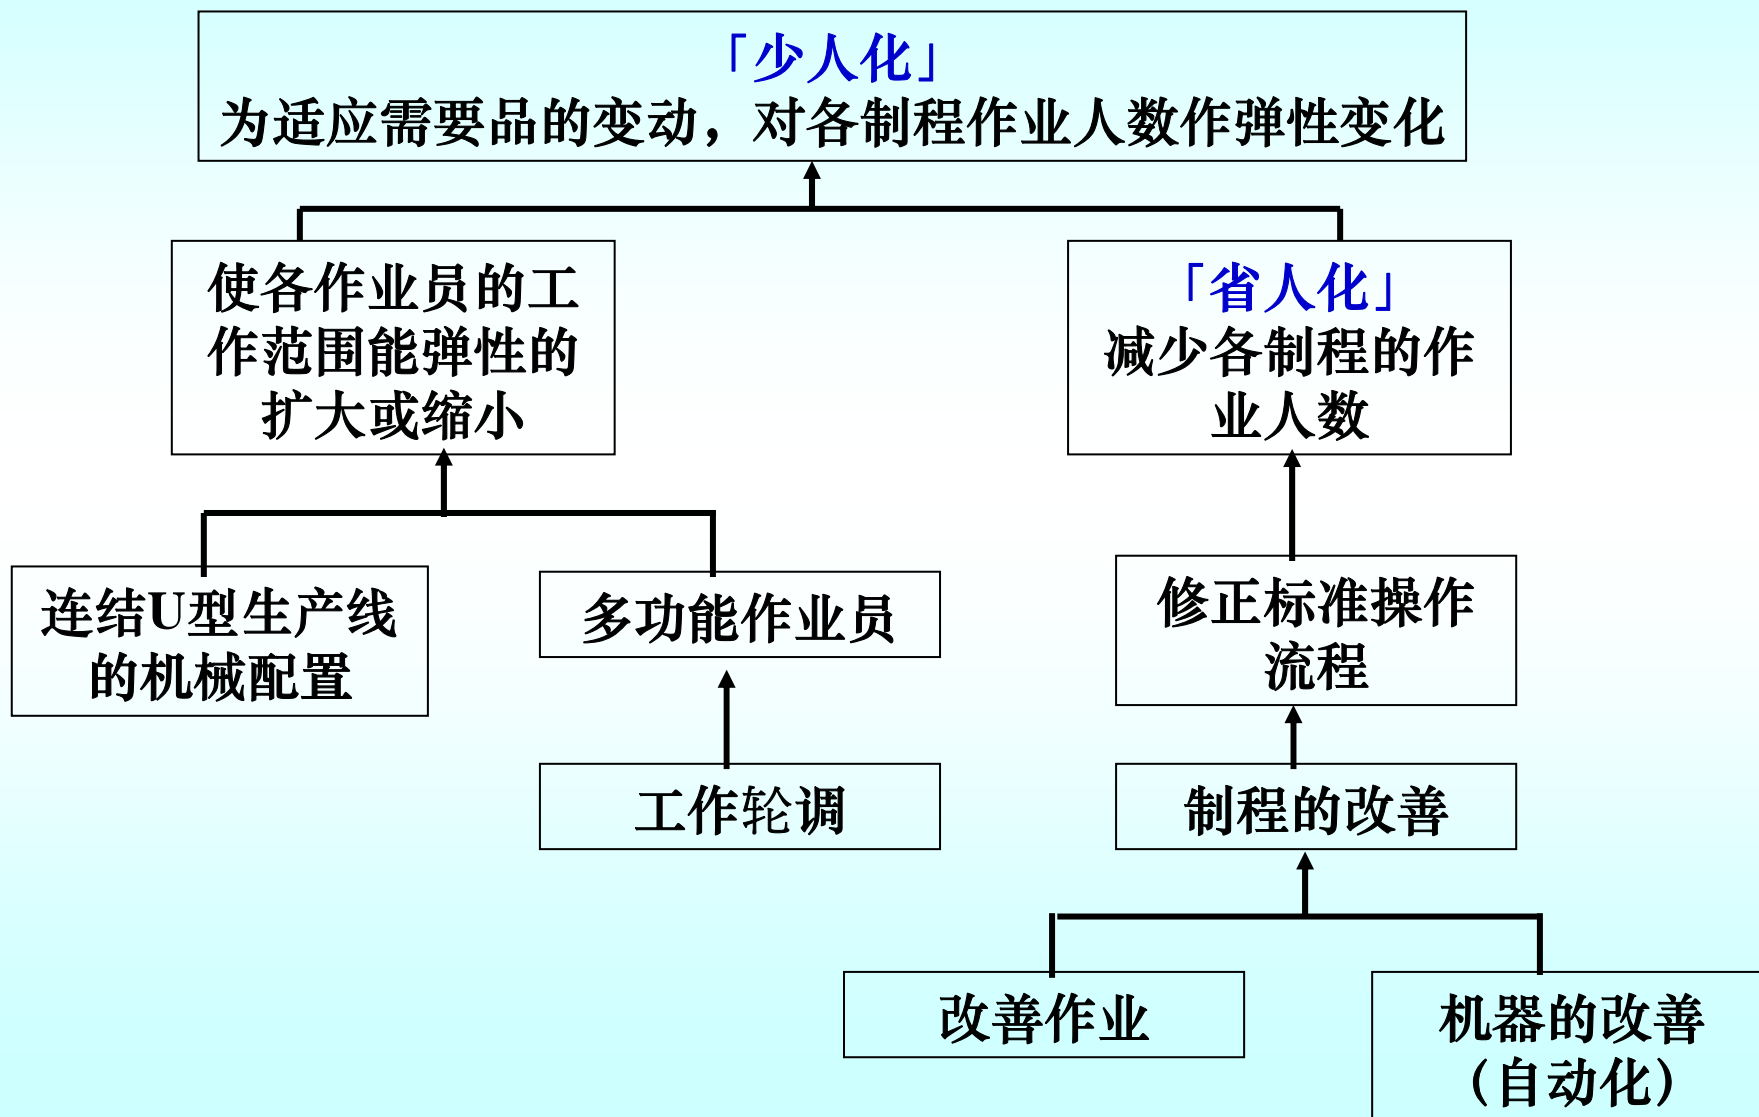 「少人化」
为适应需要品的变动，对各制程作业人数作弹性变化
使各作业员的工
作范围能弹性的
扩大或缩小
「省人化」
减少各制程的作
业人数
连结U型生产线
的机械配置
多功能作业员
修正标准操作
流程
工作轮调
制程的改善
改善作业
机器的改善
（自动化）